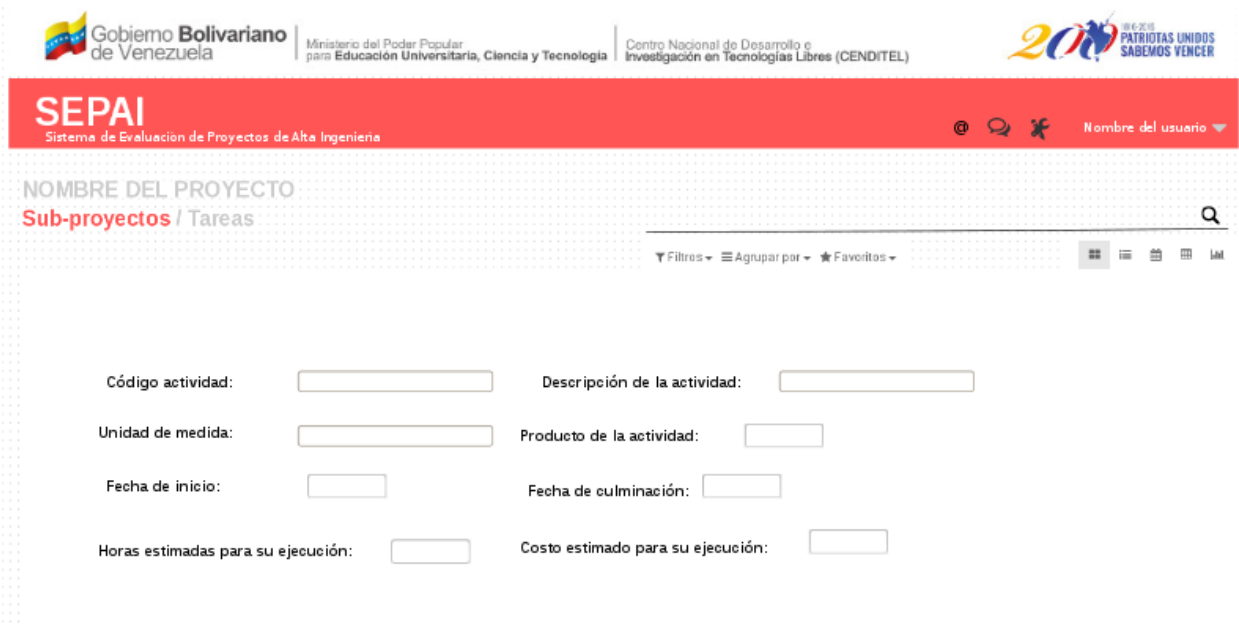 Gobierno Bolivariano
de Venezuela
Ministerio del Poder Popular
para Educación Universitaria, Ciencia y Tecnología
Centro Nacional de Desarrollo e
Investigación en Tecnologías Libres (CENDITEL)
200
PATRIOTAS UNIDOS
SABEMOS VENCER
SEPAI
Sistema de Evaluación de Proyectos de Alta Ingenieria
@
Nombre del usuario
NOMBRE DEL PROYECTO
Sub-proyectos / Tareas
Filtros
Agrupar por
Favoritos
Código actividad:
Descripción de la actividad:
Unidad de medida:
Producto de la actividad:
Fecha de inicio:
Fecha de culminación:
Horas estimadas para su ejecución:
Costo estimado para su ejecución: